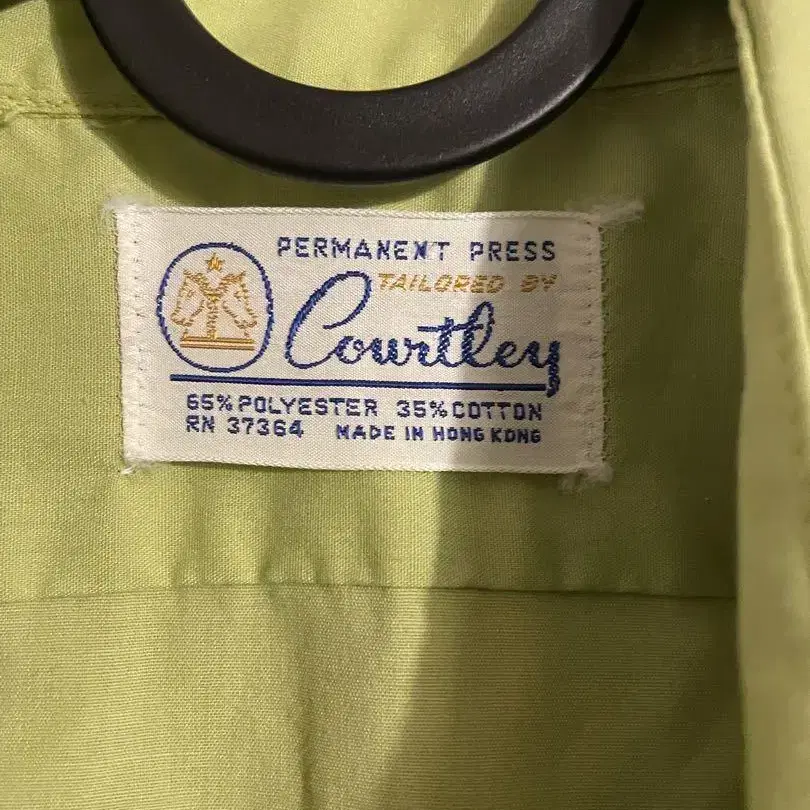 PERMANENT PRESS
TAILORED BY
Courtley
65% POLYESTER 35% COTTON
RN 37364 MADE IN HONG KONG